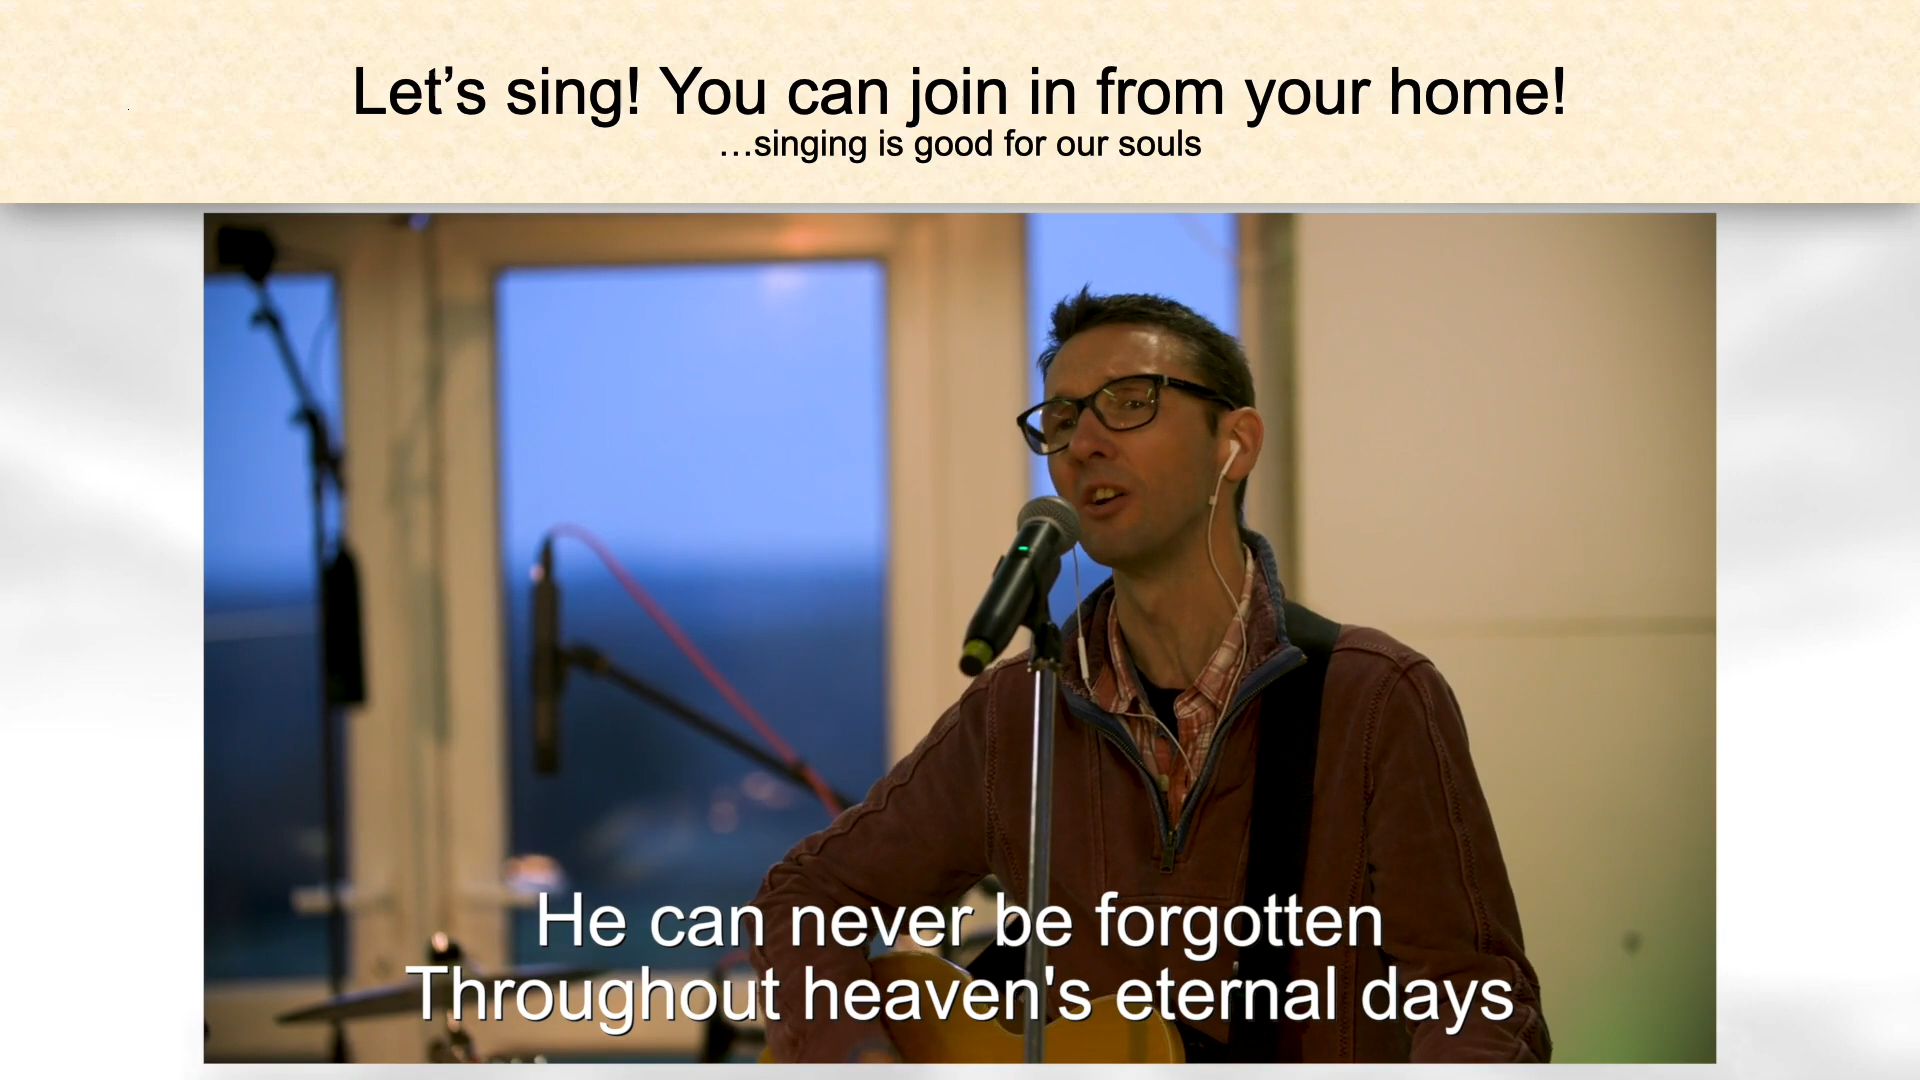 Let’s sing! You can join in from your home!
…singing is good for our souls
He can never be forgotten
Throughout heaven's eternal days